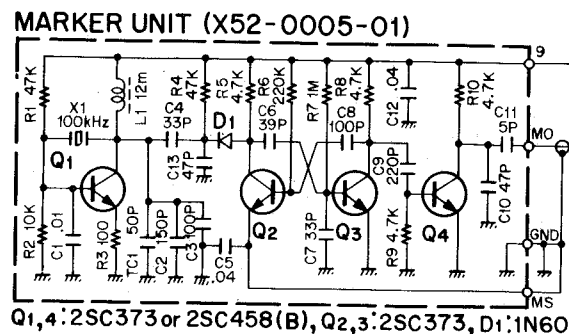 MARKER UNIT (X52-0005-01)
R1 47K
X1
100kHz
L1 12m
C4
33P
R4 47K
R5 4.7K
R6 220K
R7 1M
R8 4.7K
C12 .04
R10 4.7K
9
D1
C6
39P
C8
100P
C11
5P
MO
Q1
C13 47P
C9 220P
C10 47P
R2 10K
C1 .01
R3 100
TC1 50P
C2 150P
C3 100P
C5
.04
Q2
C7 33P
Q3
R9 4.7K
Q4
GND
MS
Q1,4:2SC373 or 2SC458(B), Q2,3:2SC373, D1:1N60